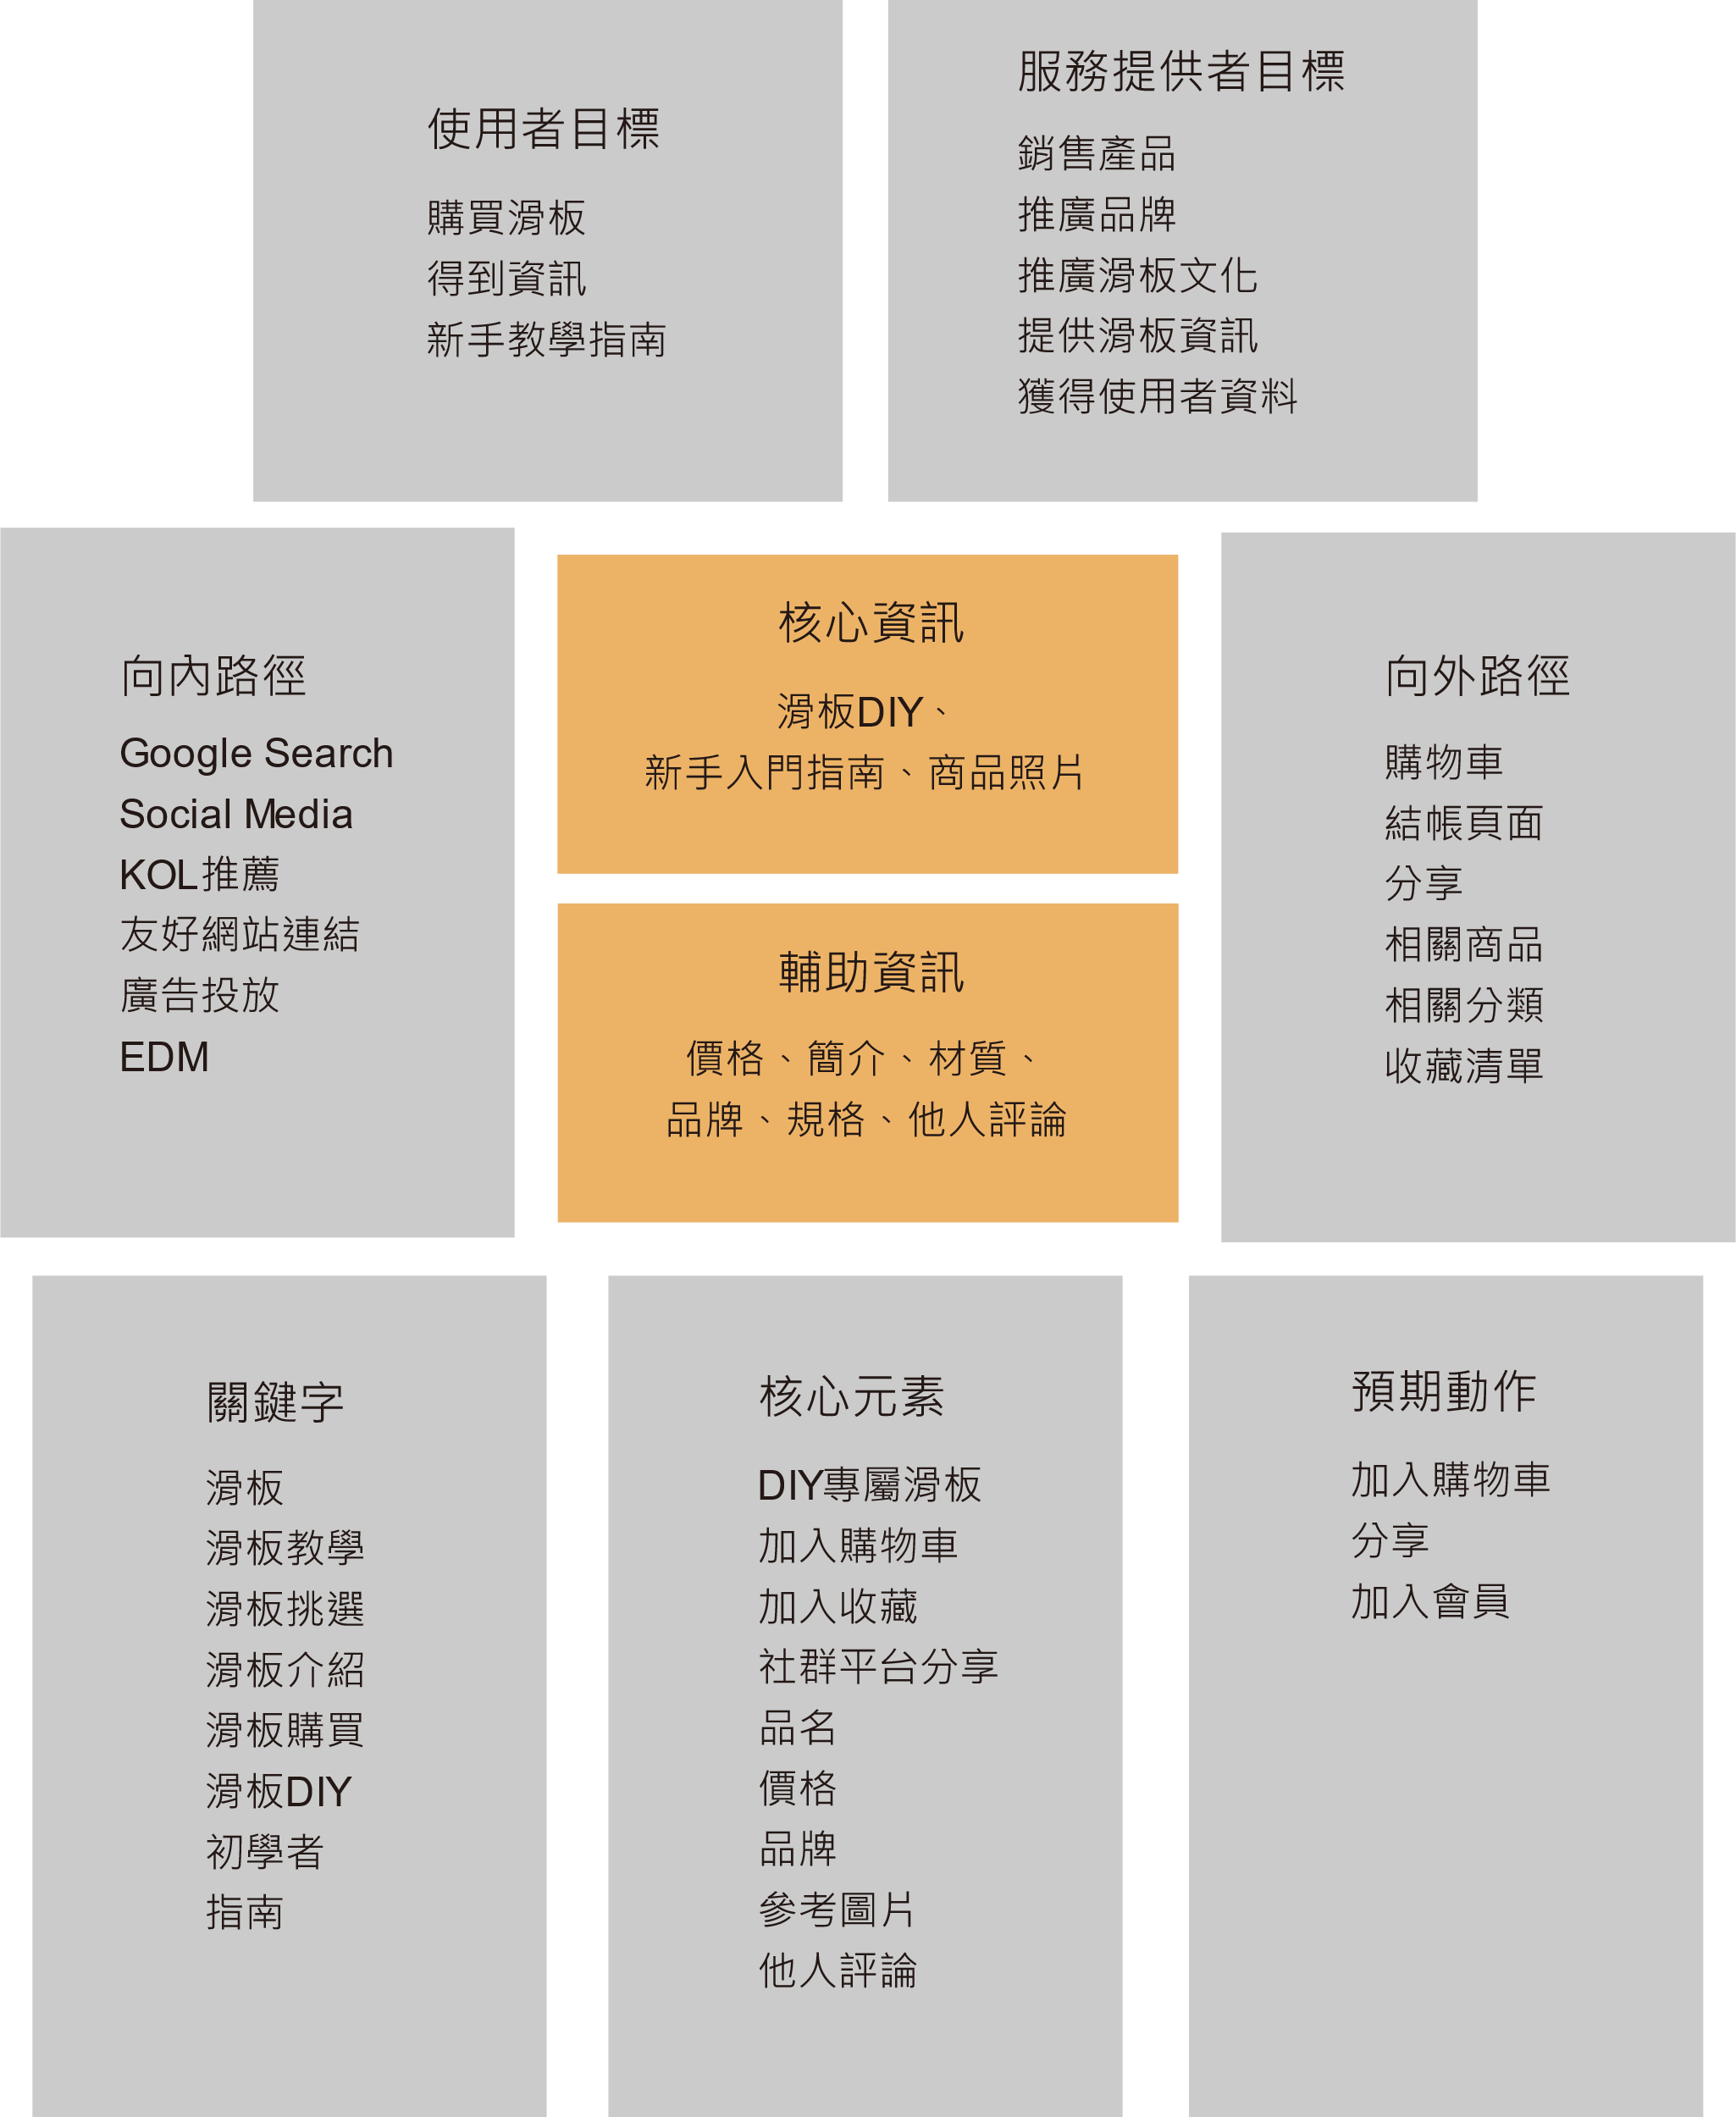 使用者目標
購買滑板
得到資訊
新手教學指南
服務提供者目標
銷售產品
推廣品牌
推廣滑板文化
提供滑板資訊
獲得使用者資料
向內路徑
Google Search
Social Media
KOL推薦
友好網站連結
廣告投放
EDM
核心資訊
滑板DIY、
新手入門指南、商品照片
輔助資訊
價格、簡介、材質、
品牌、規格、他人評論
向外路徑
購物車
結帳頁面
分享
相關商品
相關分類
收藏清單
關鍵字
滑板
滑板教學
滑板挑選
滑板介紹
滑板購買
滑板DIY
初學者
指南
核心元素
DIY專屬滑板
加入購物車
加入收藏
社群平台分享
品名
價格
品牌
參考圖片
他人評論
預期動作
加入購物車
分享
加入會員